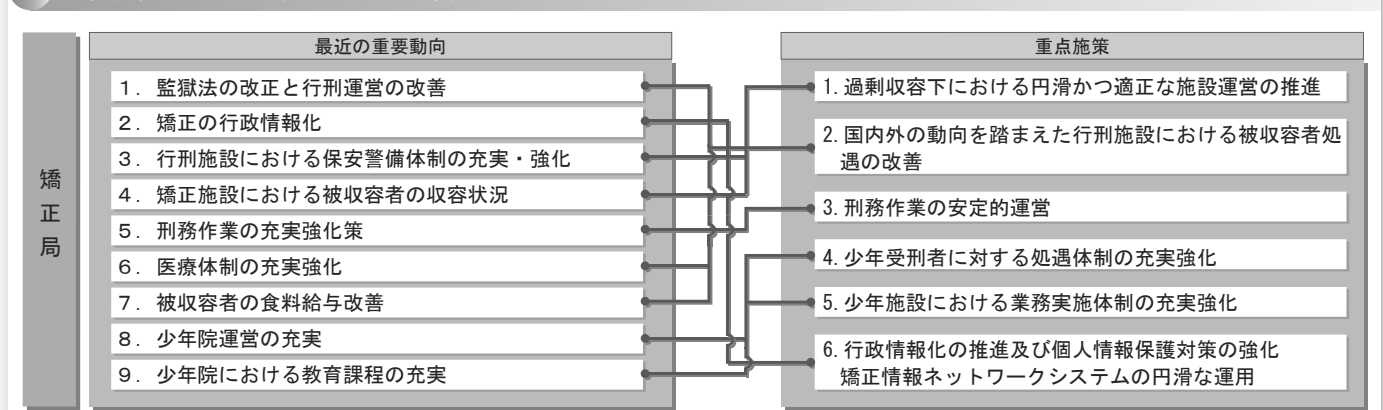 矯正局
最近の重要動向
1. 監獄法の改正と行刑運営の改善
2. 矯正の行政情報化
3. 行刑施設における保安警備体制の充実・強化
4. 矯正施設における被収容者の収容状況
5. 刑務作業の充実強化策
6. 医療体制の充実強化
7. 被収容者の食料給与改善
8. 少年院運営の充実
9. 少年院における教育課程の充実
重点施策
1. 過剰収容下における円滑かつ適正な施設運営の推進
2. 国内外の動向を踏まえた行刑施設における被収容者処
遇の改善
3. 刑務作業の安定的運営
4. 少年受刑者に対する処遇体制の充実強化
5. 少年施設における業務実施体制の充実強化
6. 行政情報化の推進及び個人情報保護対策の強化
矯正情報ネットワークシステムの円滑な運用